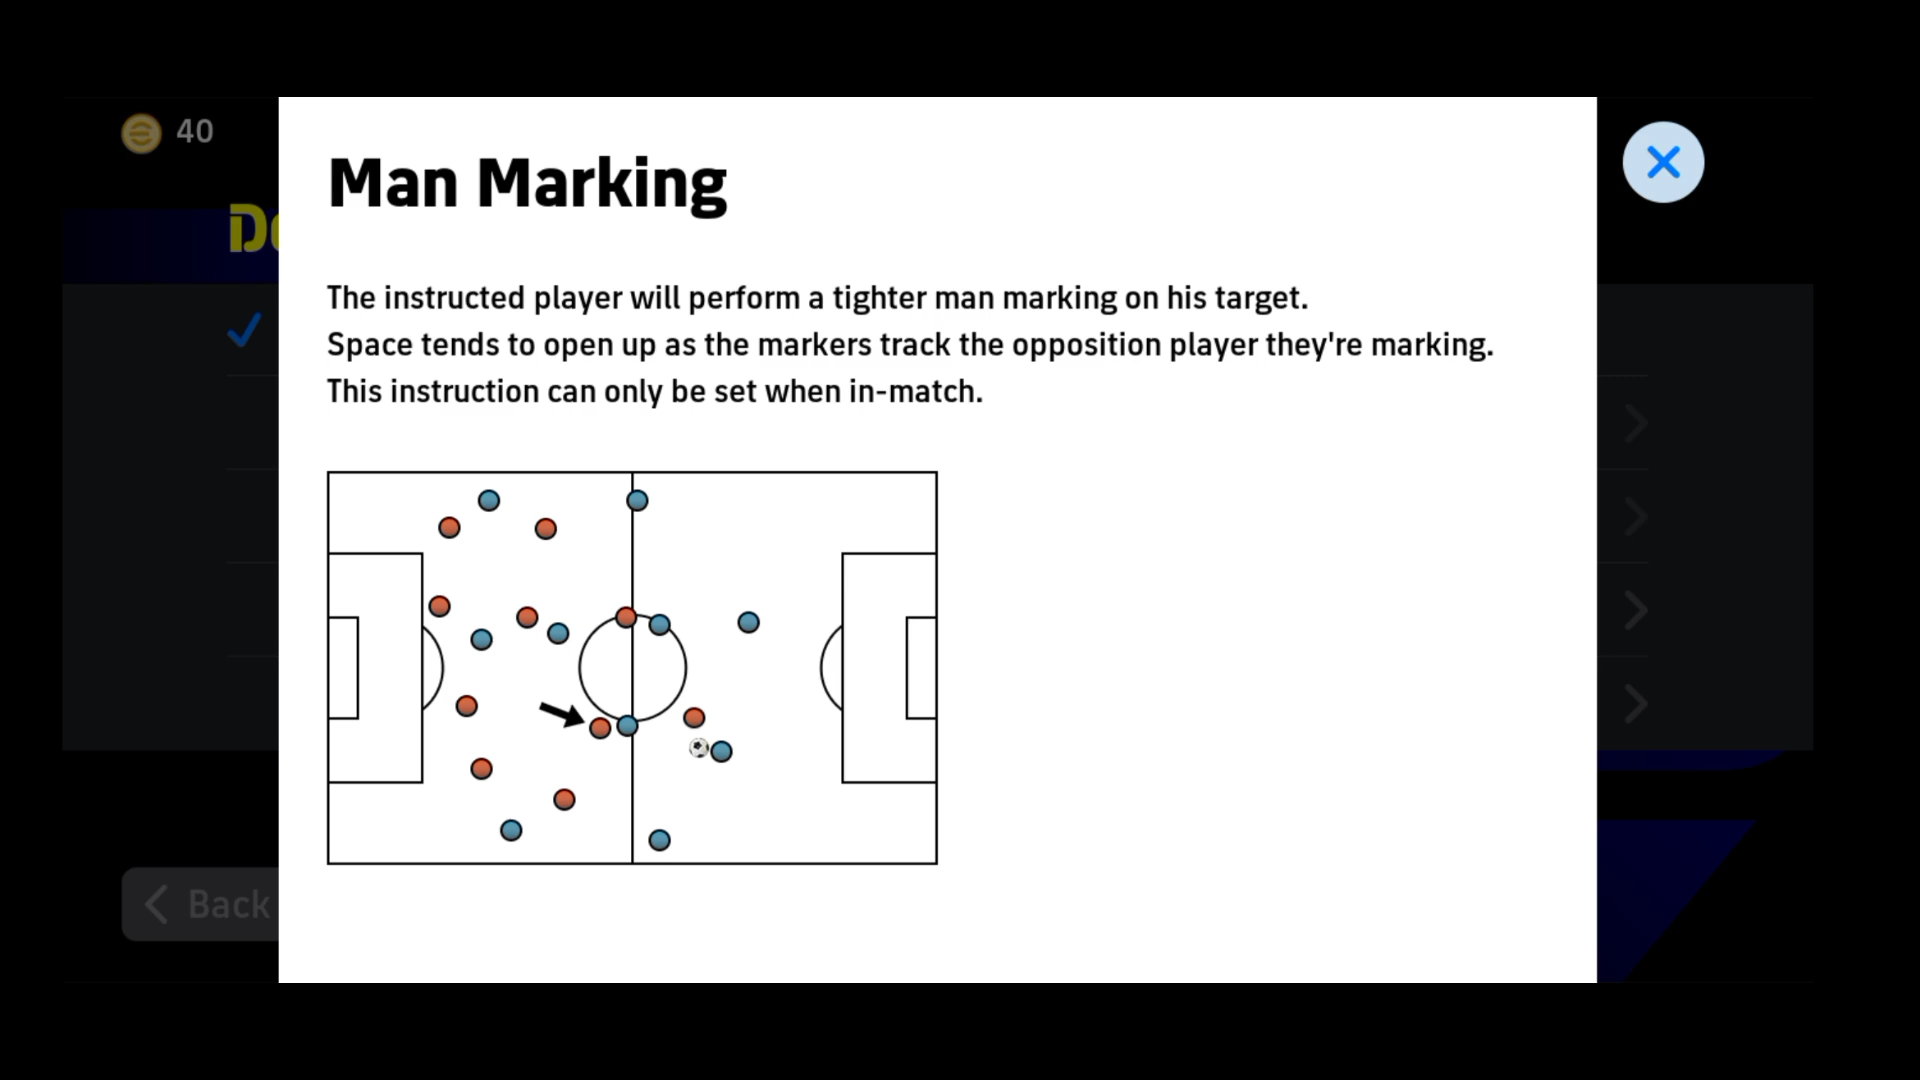 40
Man Marking
The instructed player will perform a tighter man marking on his target.
Space tends to open up as the markers track the opposition player they're marking.
This instruction can only be set when in-match.
Back